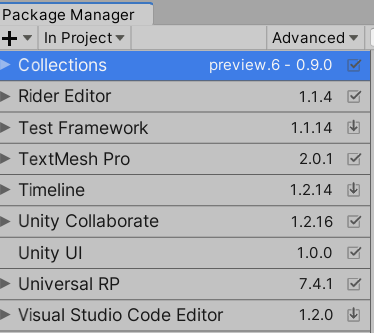 Package Manager
+ In Project Advanced
Collections preview.6 - 0.9.0
Rider Editor 1.1.4
Test Framework 1.1.14
TextMesh Pro 2.0.1
Timeline 1.2.14
Unity Collaborate 1.2.16
Unity UI 1.0.0
Universal RP 7.4.1
Visual Studio Code Editor 1.2.0